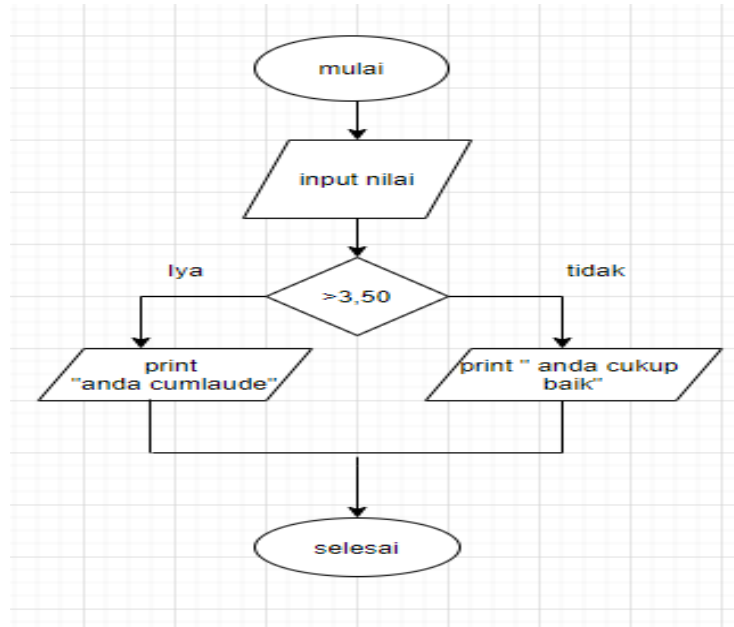 mulai
input nilai
Iya
tidak
>3,50
print
"anda cumlaude"
print " anda cukup
baik"
selesai